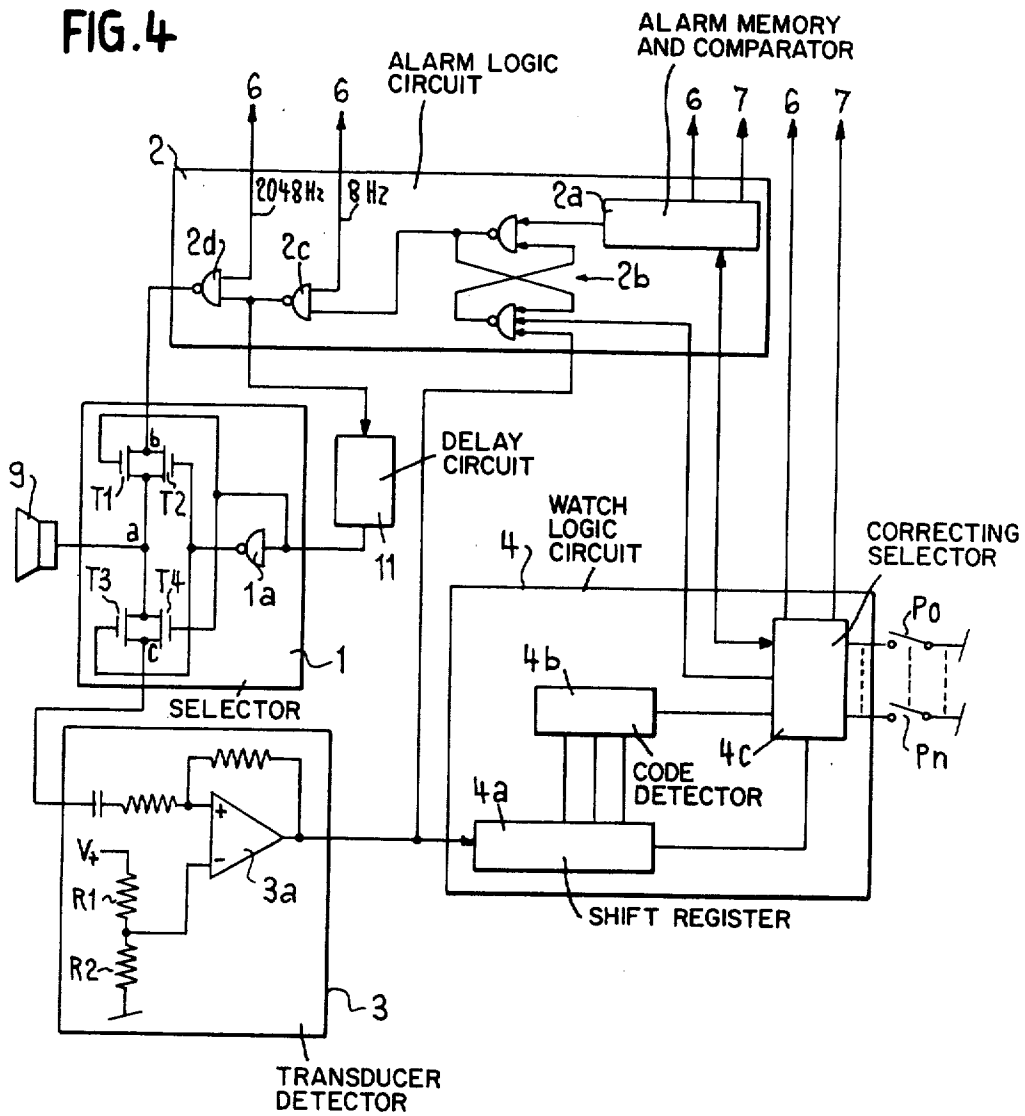 FIG.4
ALARM MEMORY
AND COMPARATOR
ALARM LOGIC
CIRCUIT
6
6
6
7
6
7
2
2048Hz
8Hz
2a
2d
2c
2b
b
T1
T2
DELAY
CIRCUIT
9
a
WATCH
LOGIC
CIRCUIT
CORRECTING
SELECTOR
1a
11
4
T3
T4
c
P0
1
4b
SELECTOR
4c
Pn
CODE
DETECTOR
4a
+
V+
-
3a
R1
SHIFT REGISTER
R2
3
TRANSDUCER
DETECTOR